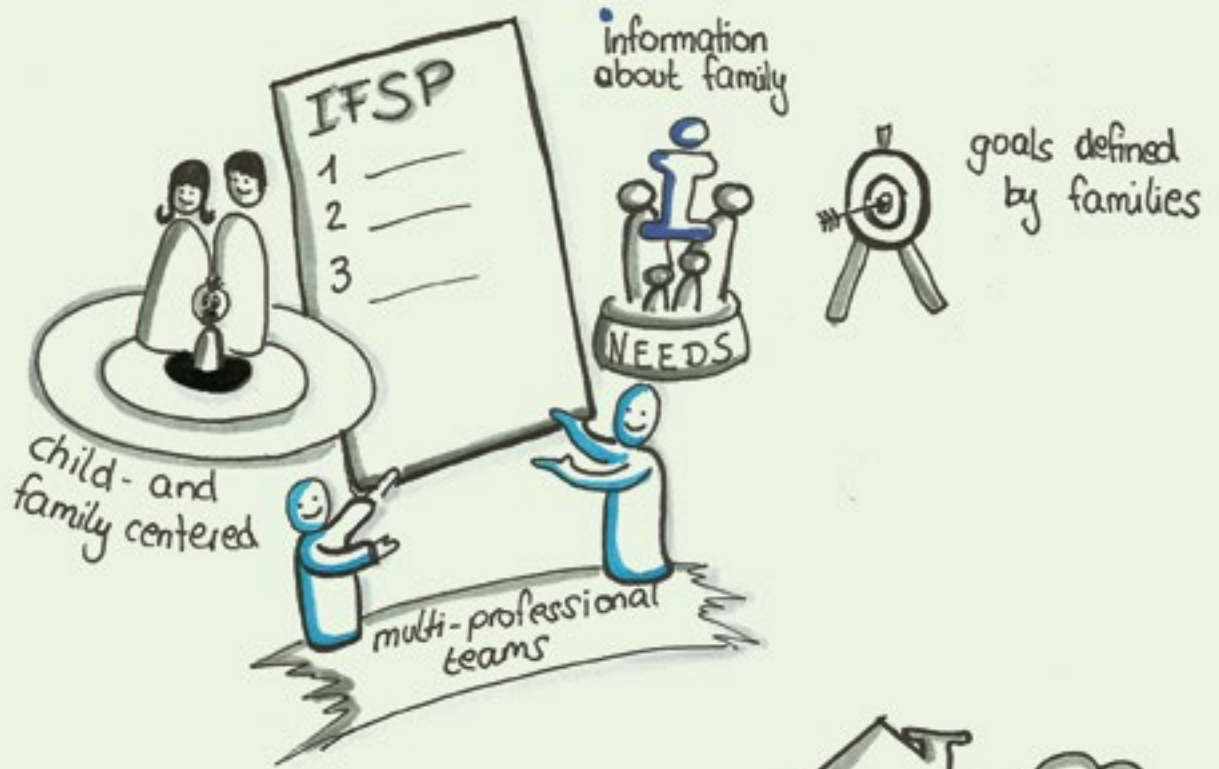 IFSP
1
2
3
information
about family
NEEDS
goals defined
by families
child- and
family centered
multi-professional
teams